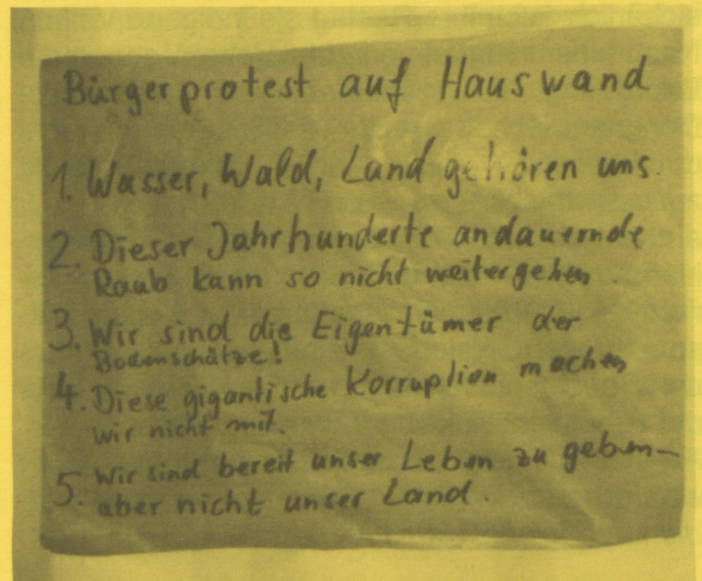 Bürgerprotest auf Hauswand
1. Wasser, Wald, Land gehören uns.
2. Dieser Jahrhunderte andauernde
Raub kann so nicht weitergehen.
3. Wir sind die Eigentümer der
Bodenschätze!
4. Diese gigantische Korruption machen
wir nicht mit.
5. Wir sind bereit unser Leben zu geben-
aber nicht unser Land.